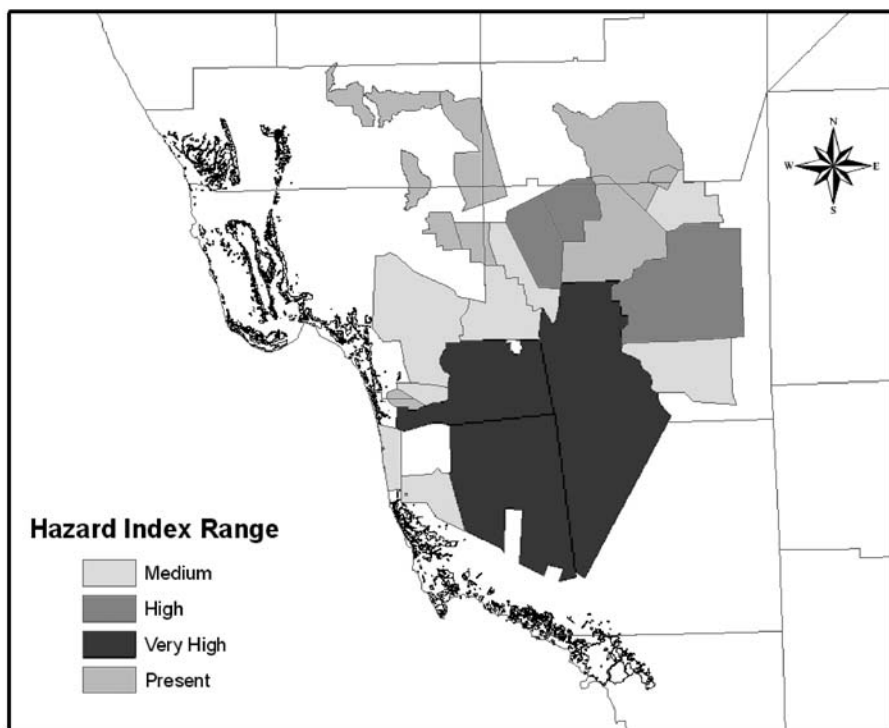 N
W E
S
Hazard Index Range
Medium
High
Very High
Present